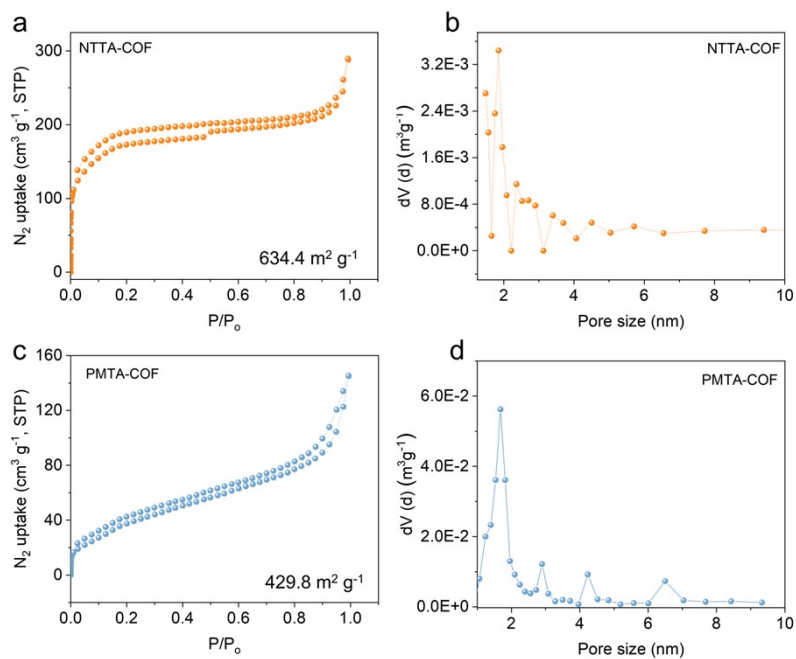 a
NTTA-COF
N₂ uptake (cm³ g⁻¹, STP)
300
200
100
0
634.4 m² g⁻¹
0.0 0.2 0.4 0.6 0.8 1.0
P/Pₒ
b
NTTA-COF
dV (d) (m³g⁻¹)
3.2E-3
2.4E-3
1.6E-3
8.0E-4
0.0E+0
2 4 6 8 10
Pore size (nm)
c
PMTA-COF
N₂ uptake (cm³ g⁻¹, STP)
160
120
80
40
0
429.8 m² g⁻¹
0.0 0.2 0.4 0.6 0.8 1.0
P/Pₒ
d
PMTA-COF
dV (d) (m³g⁻¹)
6.0E-2
4.0E-2
2.0E-2
0.0E+0
2 4 6 8 10
Pore size (nm)